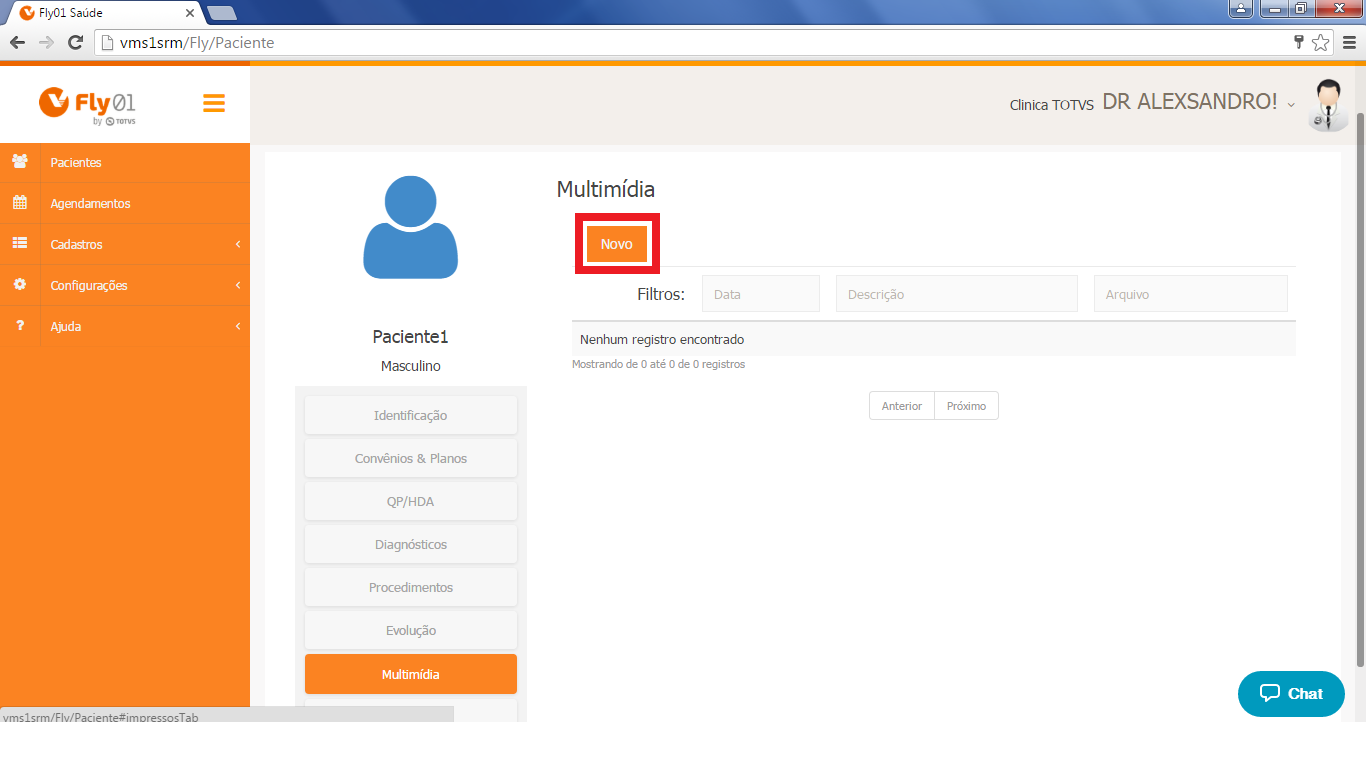 Fly01 Saúde
vms1srm/Fly/Paciente
Fly01
by TOTVS
Clinica TOTVS DR ALEXSANDRO!
Pacientes
Agendamentos
Cadastros
Configurações
Ajuda
Paciente1
Masculino
Identificação
Convênios & Planos
QP/HDA
Diagnósticos
Procedimentos
Evolução
Multimídia
Multimídia
Novo
Filtros: Data Descrição Arquivo
Nenhum registro encontrado
Mostrando de 0 até 0 de 0 registros
Anterior Próximo
Chat
vms1srm/Fly/Paciente#impressosTab